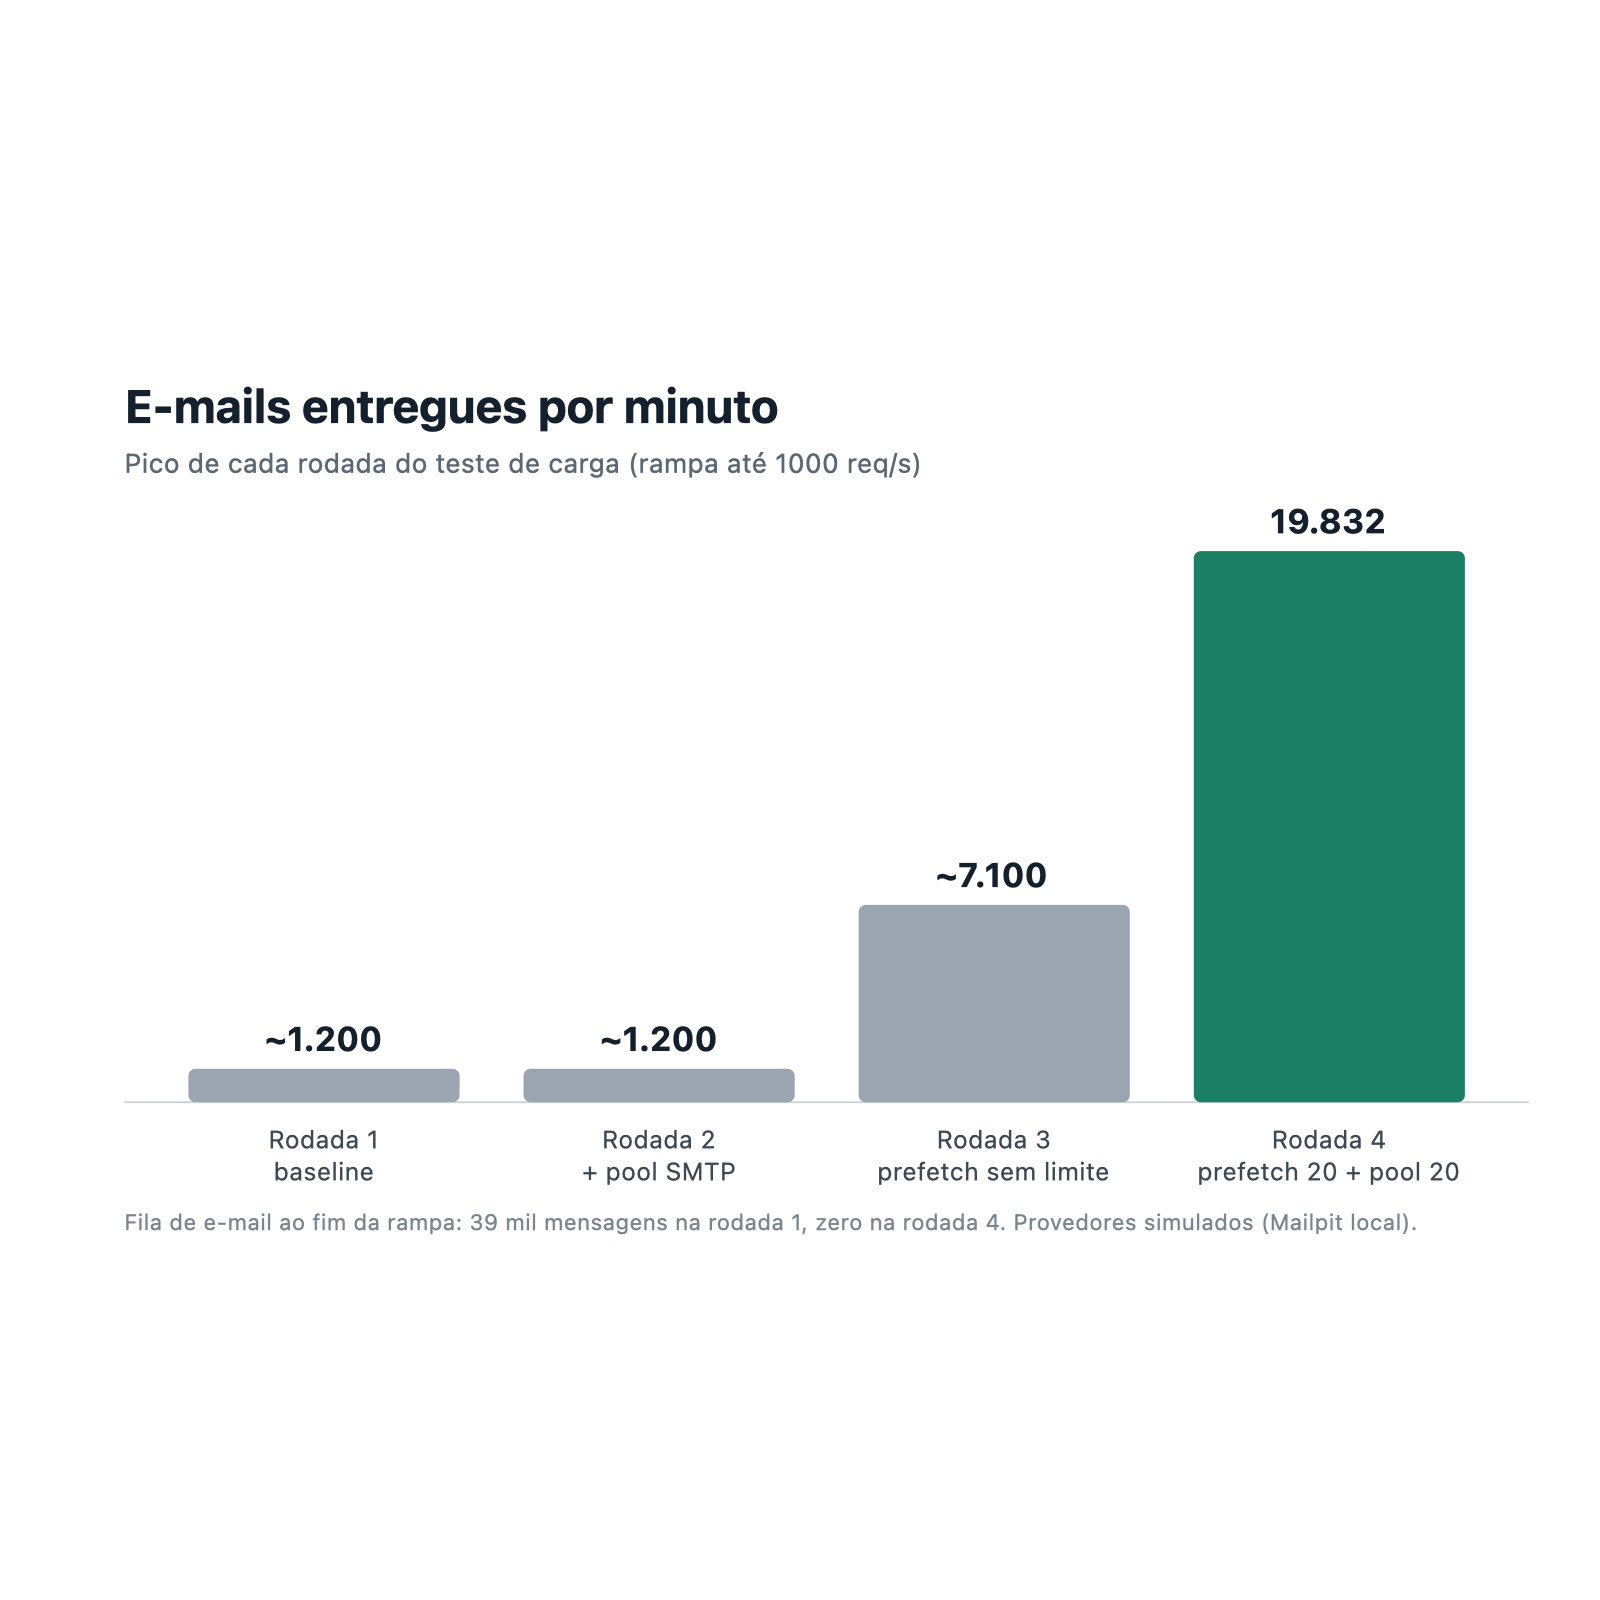 E-mails entregues por minuto
Pico de cada rodada do teste de carga (rampa até 1000 req/s)
19.832
~7.100
~1.200
~1.200
Rodada 1
baseline
Rodada 2
+ pool SMTP
Rodada 3
prefetch sem limite
Rodada 4
prefetch 20 + pool 20
Fila de e-mail ao fim da rampa: 39 mil mensagens na rodada 1, zero na rodada 4. Provedores simulados (Mailpit local).